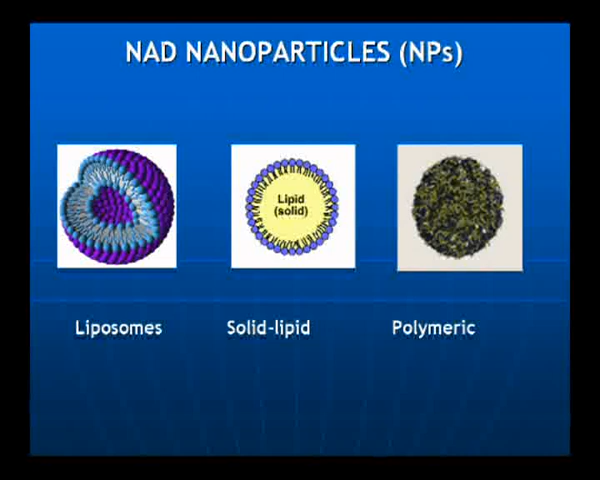 NAD NANOPARTICLES (NPs)
Lipid
(solid)
Liposomes
Solid-lipid
Polymeric